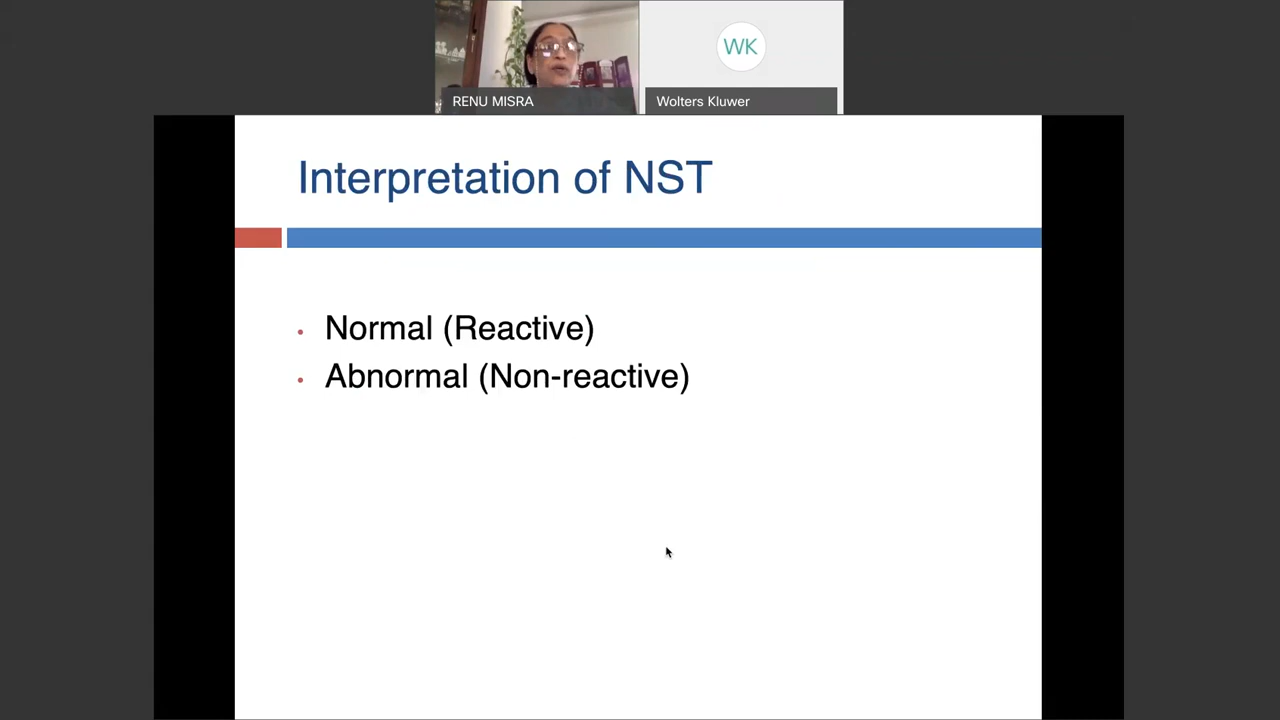 WK
RENU MISRA
Wolters Kluwer
Interpretation of NST
• Normal (Reactive)
• Abnormal (Non-reactive)